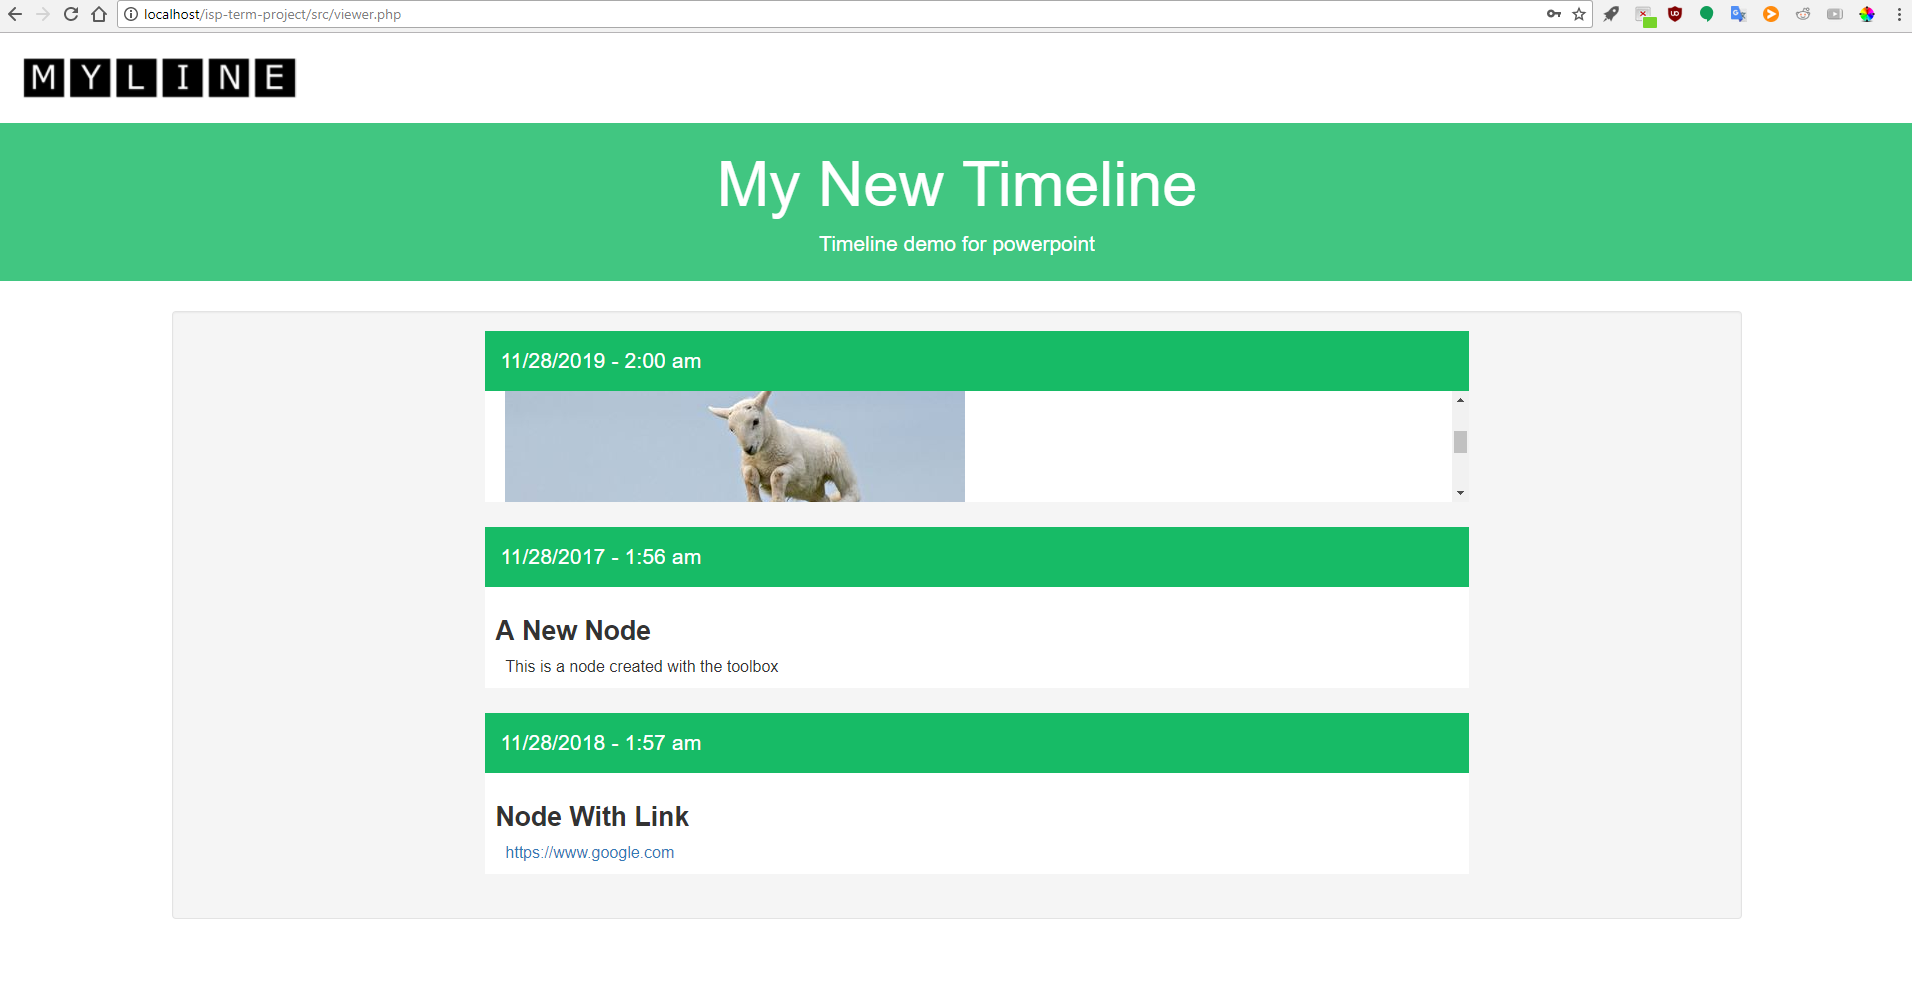 localhost/isp-term-project/src/viewer.php
MYLINE
My New Timeline
Timeline demo for powerpoint
11/28/2019 - 2:00 am
11/28/2017 - 1:56 am
A New Node
This is a node created with the toolbox
11/28/2018 - 1:57 am
Node With Link
https://www.google.com